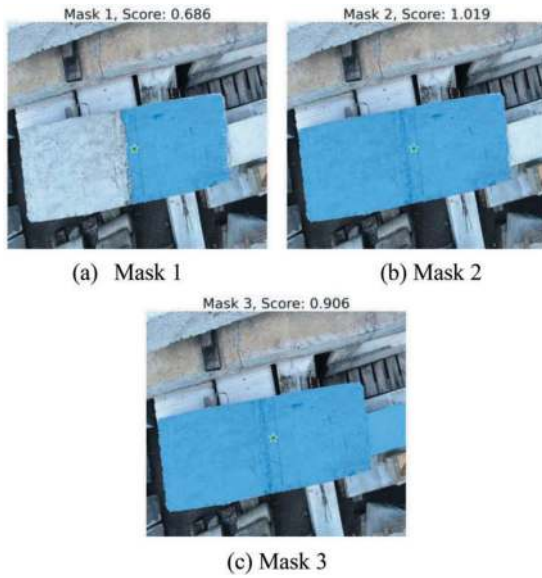 Mask 1, Score: 0.686
Mask 2, Score: 1.019
(a) Mask 1
(b) Mask 2
Mask 3, Score: 0.906
(c) Mask 3